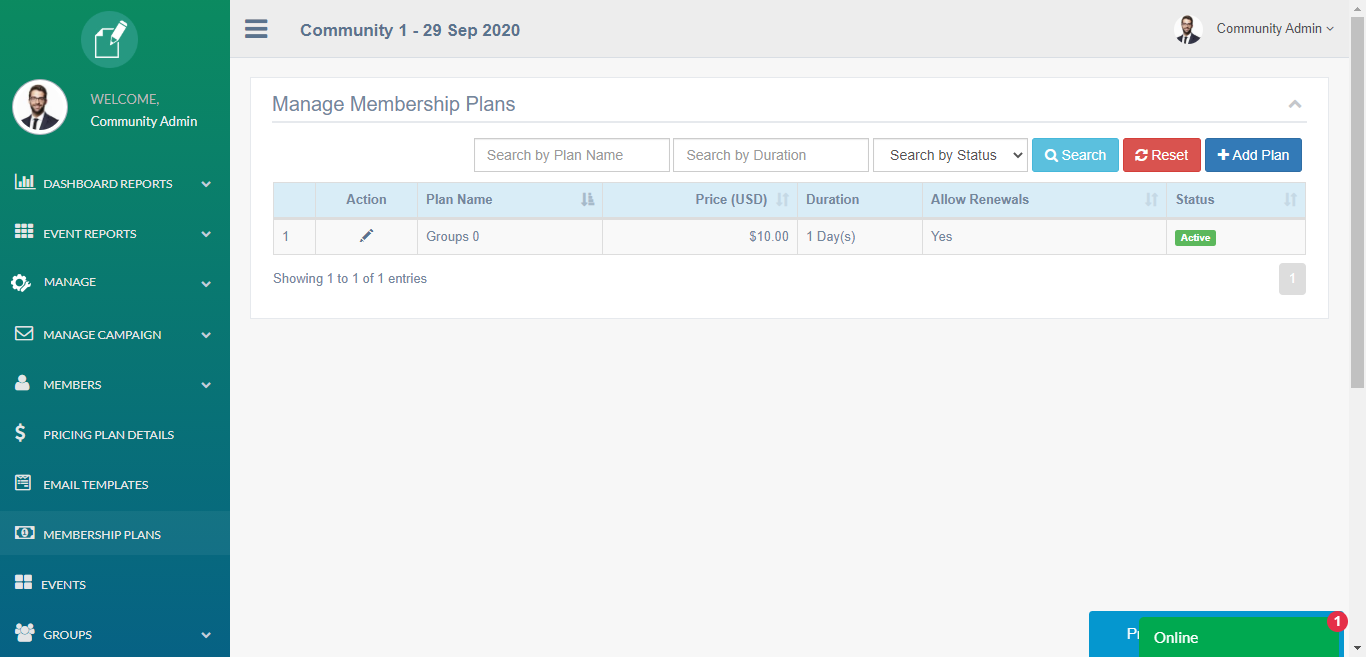 Community 1 - 29 Sep 2020
Community Admin
WELCOME,
Community Admin
DASHBOARD REPORTS
EVENT REPORTS
MANAGE
MANAGE CAMPAIGN
MEMBERS
PRICING PLAN DETAILS
EMAIL TEMPLATES
MEMBERSHIP PLANS
EVENTS
GROUPS
Manage Membership Plans
Search by Plan Name Search by Duration Search by Status Search Reset Add Plan
Action Plan Name Price (USD) Duration Allow Renewals Status
1 Groups 0 $10.00 1 Day(s) Yes Active
Showing 1 to 1 of 1 entries
1
Online
1